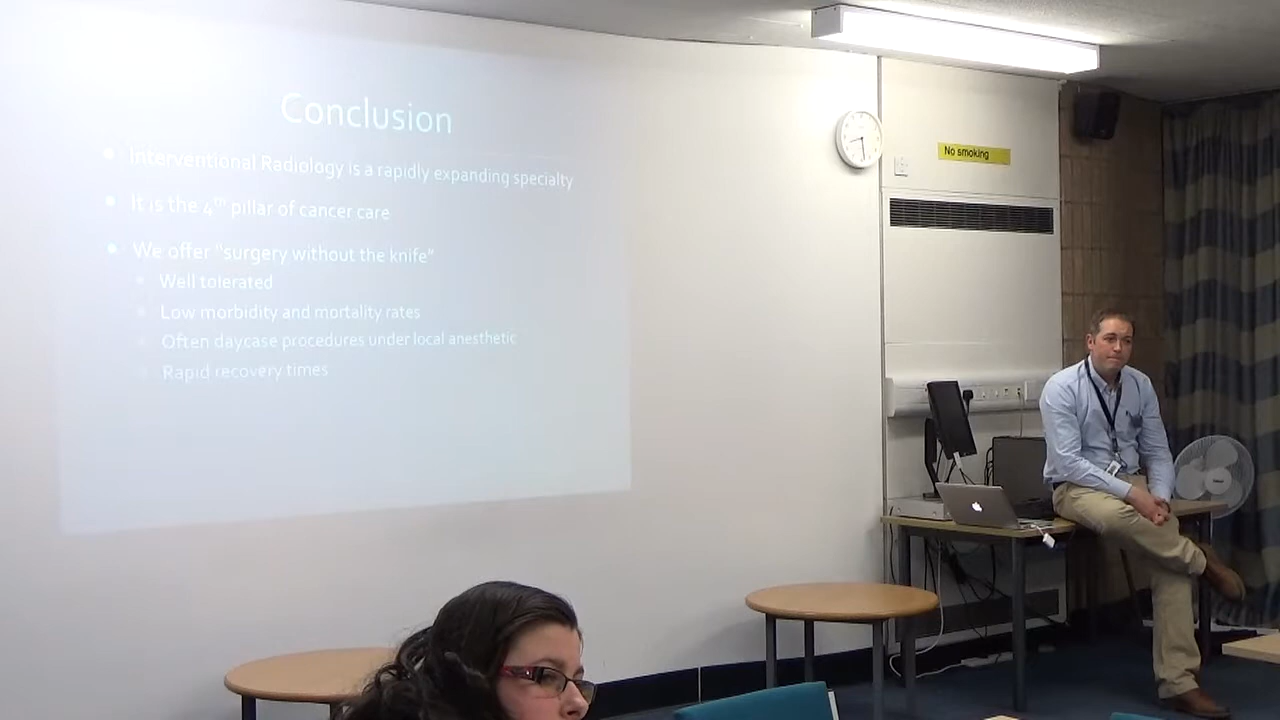 Conclusion
Interventional Radiology is a rapidly expanding specialty
It is the 4th pillar of cancer care
We offer "surgery without the knife"
Well tolerated
Low morbidity and mortality rates
Often daycase procedures under local anesthetic
Rapid recovery times
No smoking